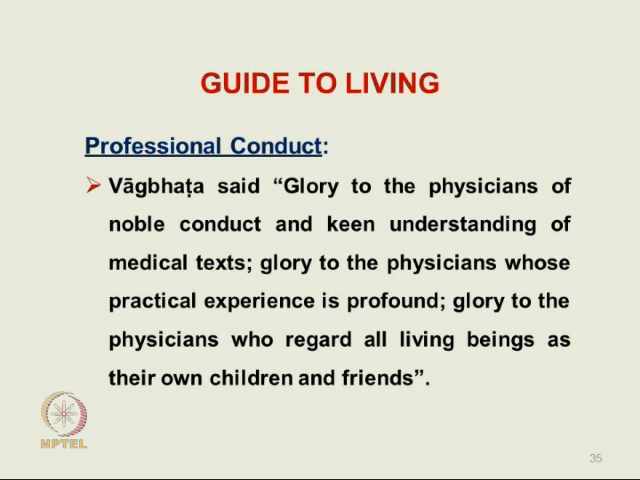 GUIDE TO LIVING
Professional Conduct:
➢ Vāgbhaṭa said “Glory to the physicians of
noble conduct and keen understanding of
medical texts; glory to the physicians whose
practical experience is profound; glory to the
physicians who regard all living beings as
their own children and friends”.
NPTEL
35